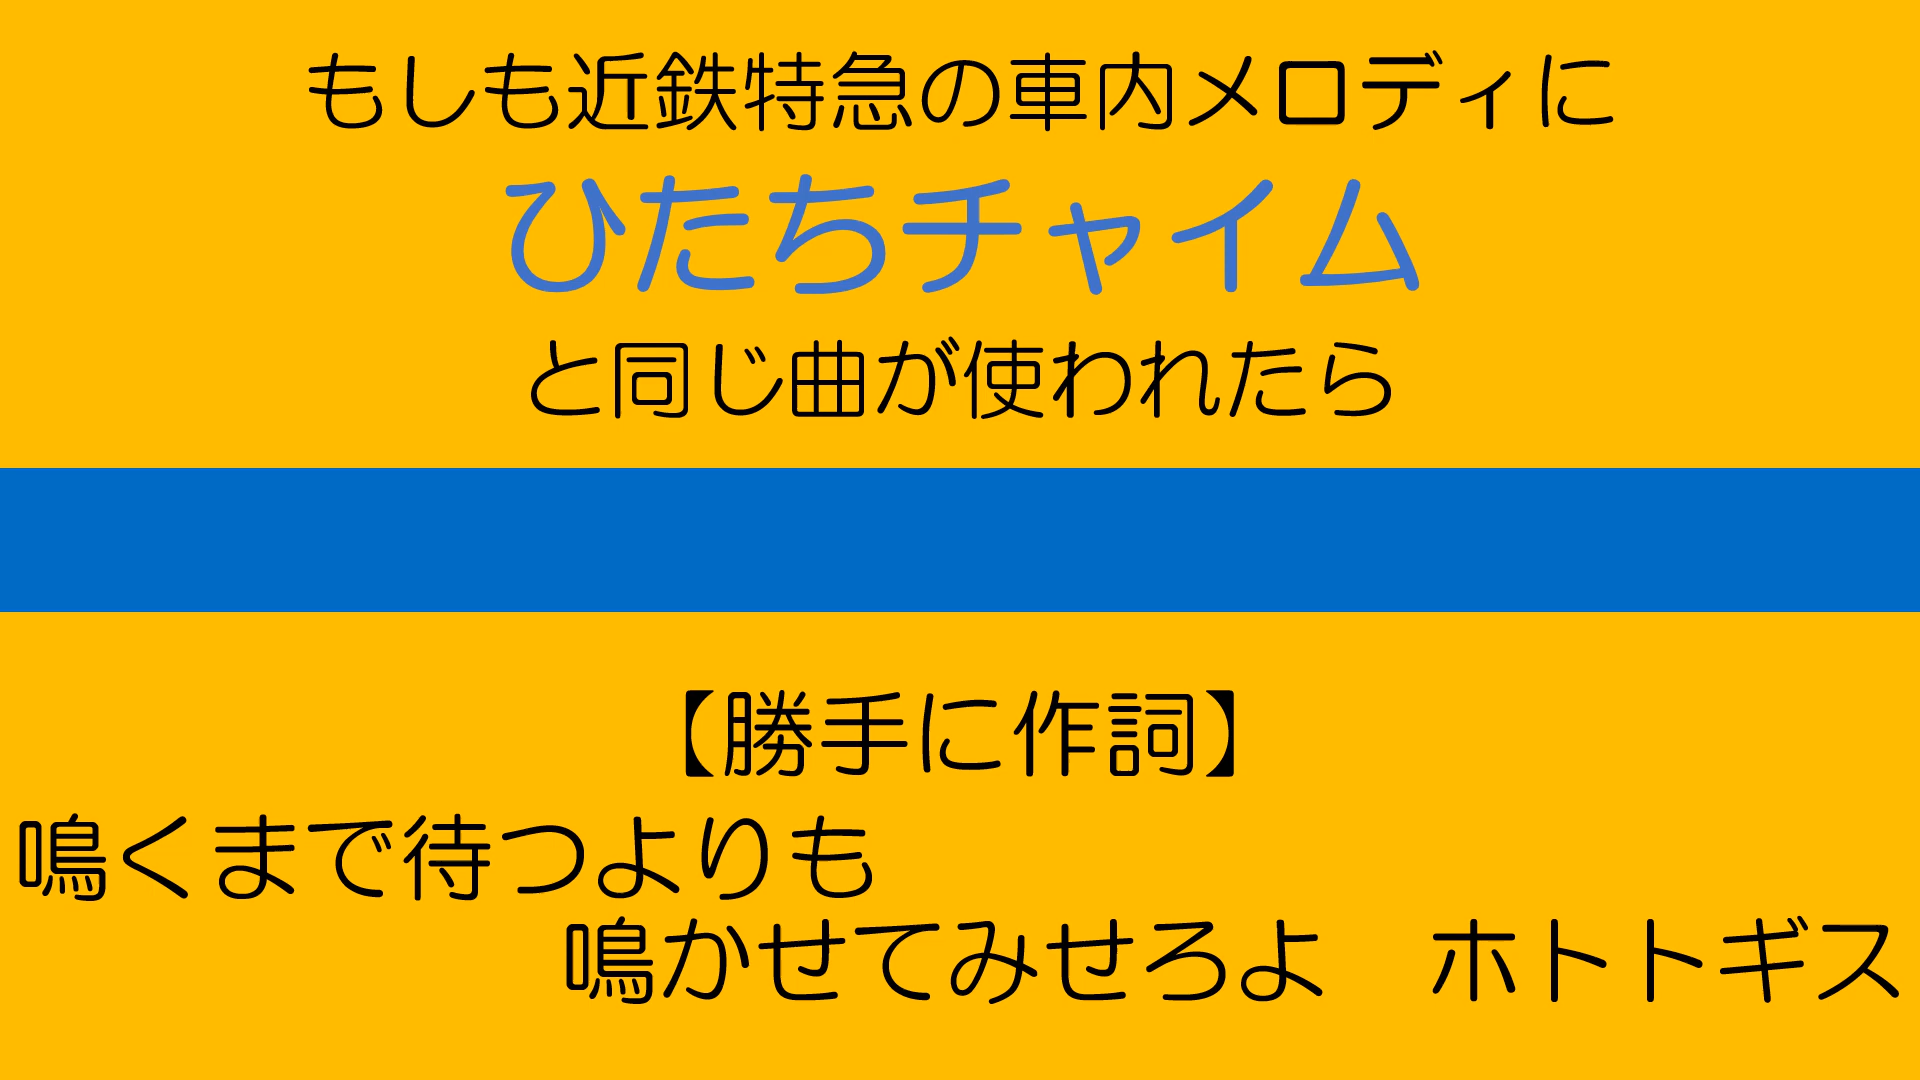 もしも近鉄特急の車内メロディに
ひたちチャイム
と同じ曲が使われたら
【勝手に作詞】
鳴くまで待つよりも
鳴かせてみせろよ　ホトトギス